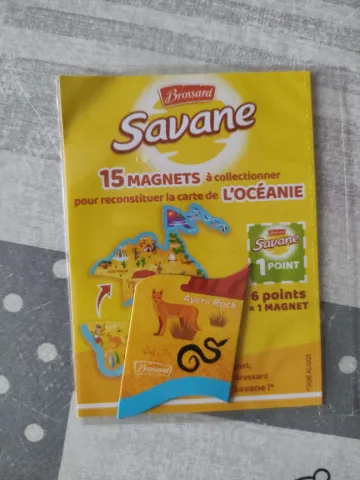 Brossard
Savane
15 MAGNETS à collectionner
pour reconstituer la carte de L'OCÉANIE
Savane
1 POINT
6 points
= 1 MAGNET
Ayers Rock
Brossard
gnet,
Brossard
savane !*